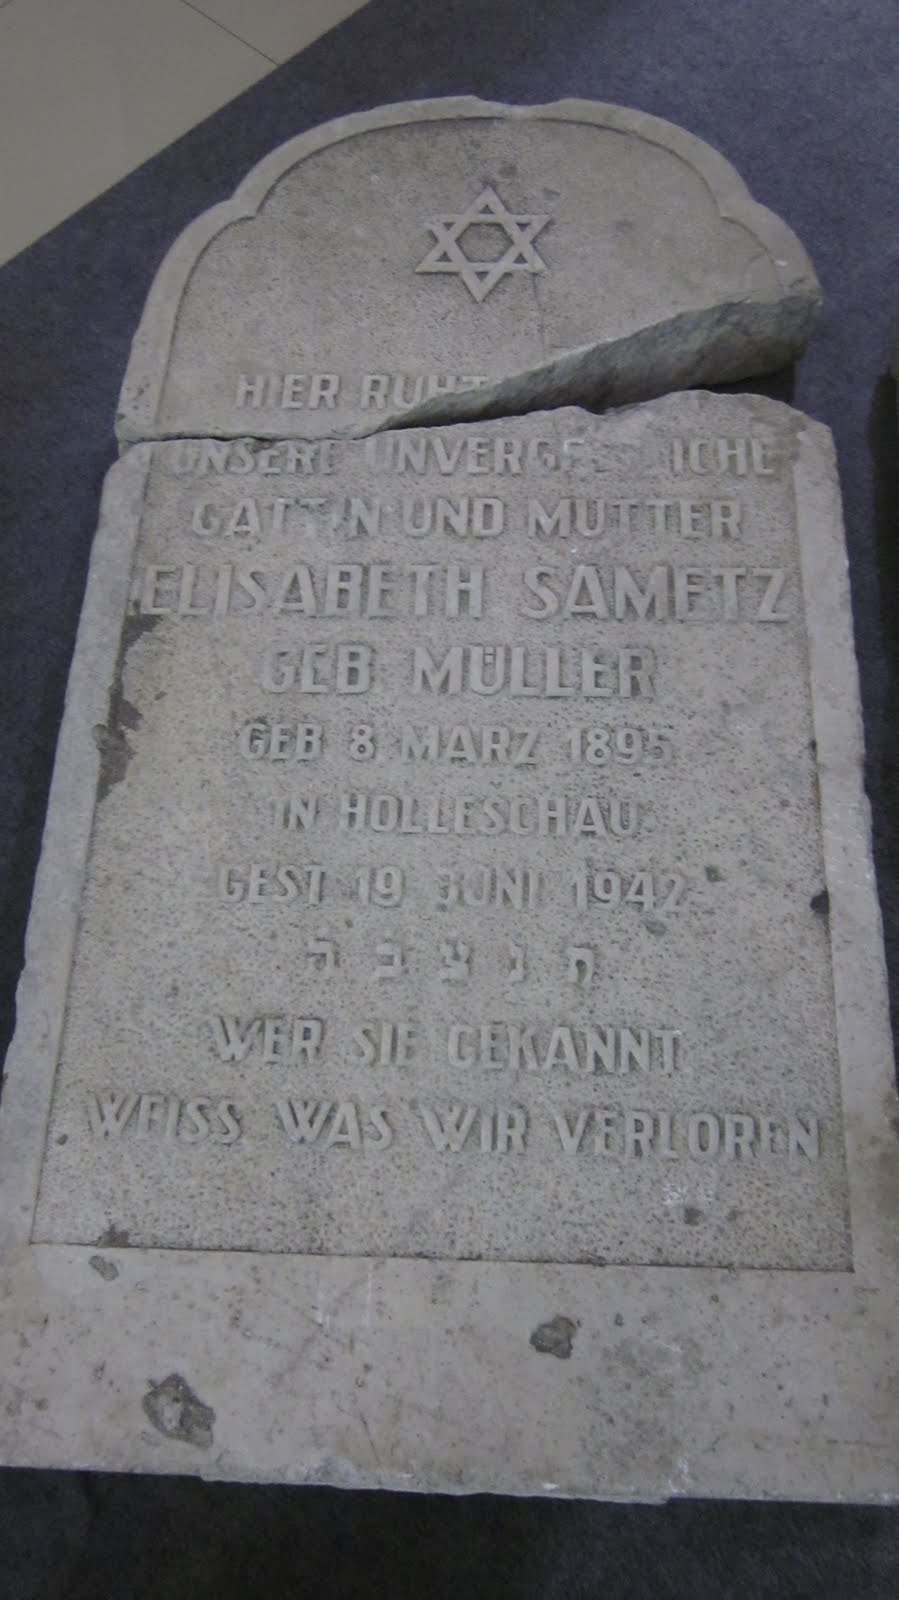 HIER RUHT
UNSERE UNVERGESSLICHE
GATTIN UND MUTTER
ELISABETH SAMETZ
GEB MÜLLER
GEB 8 MARZ 1895
IN HOLLESCHAU
GEST 19 JUNI 1942
ת נ צ ב ה
WER SIE GEKANNT
WEISS WAS WIR VERLOREN